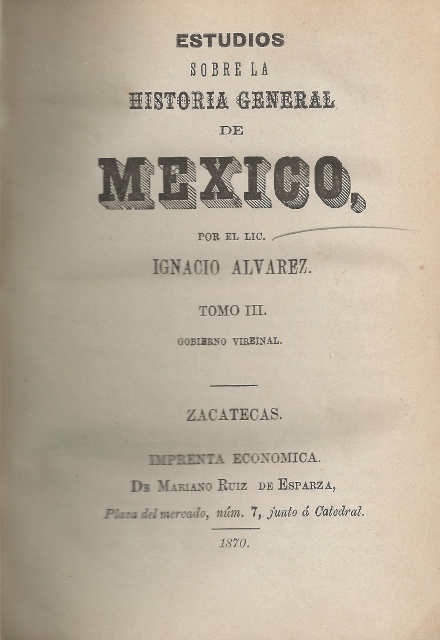 ESTUDIOS
SOBRE LA
HISTORIA GENERAL
DE
MEXICO,
POR EL LIC.
IGNACIO ALVAREZ.
TOMO III.
GOBIERNO VIREINAL.
ZACATECAS.
IMPRENTA ECONOMICA.
DE MARIANO RUIZ DE ESPARZA,
Plaza del mercado, núm. 7, junto á Catedral.
1870.